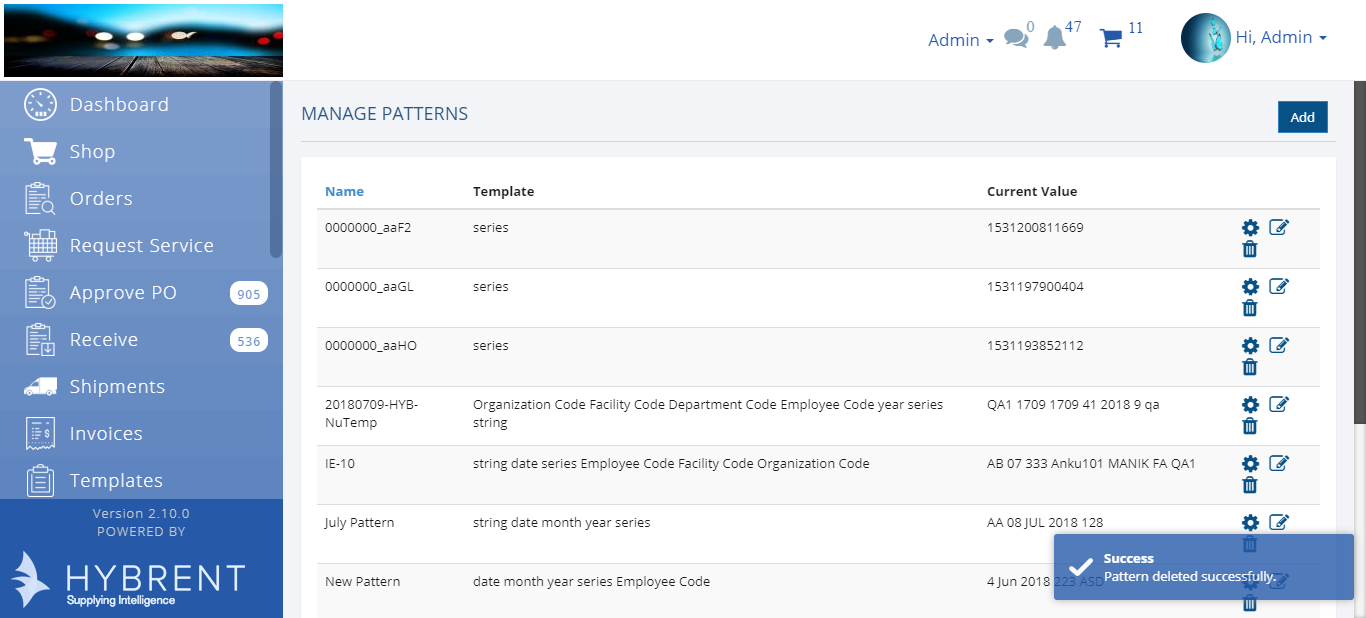 Admin
0
47
11
Hi, Admin
Dashboard
Shop
Orders
Request Service
Approve PO 905
Receive 536
Shipments
Invoices
Templates
Version 2.10.0
POWERED BY
HYBRENT
Supplying Intelligence
MANAGE PATTERNS
Add
Name Template Current Value
0000000_aaF2 series 1531200811669
0000000_aaGL series 1531197900404
0000000_aaHO series 1531193852112
20180709-HYB- Organization Code Facility Code Department Code Employee Code year series QA1 1709 1709 41 2018 9 qa
NuTemp string
IE-10 string date series Employee Code Facility Code Organization Code AB 07 333 Anku101 MANIK FA QA1
July Pattern string date month year series AA 08 JUL 2018 128
New Pattern date month year series Employee Code 4 Jun 2018 223 ASD
Success
Pattern deleted successfully.